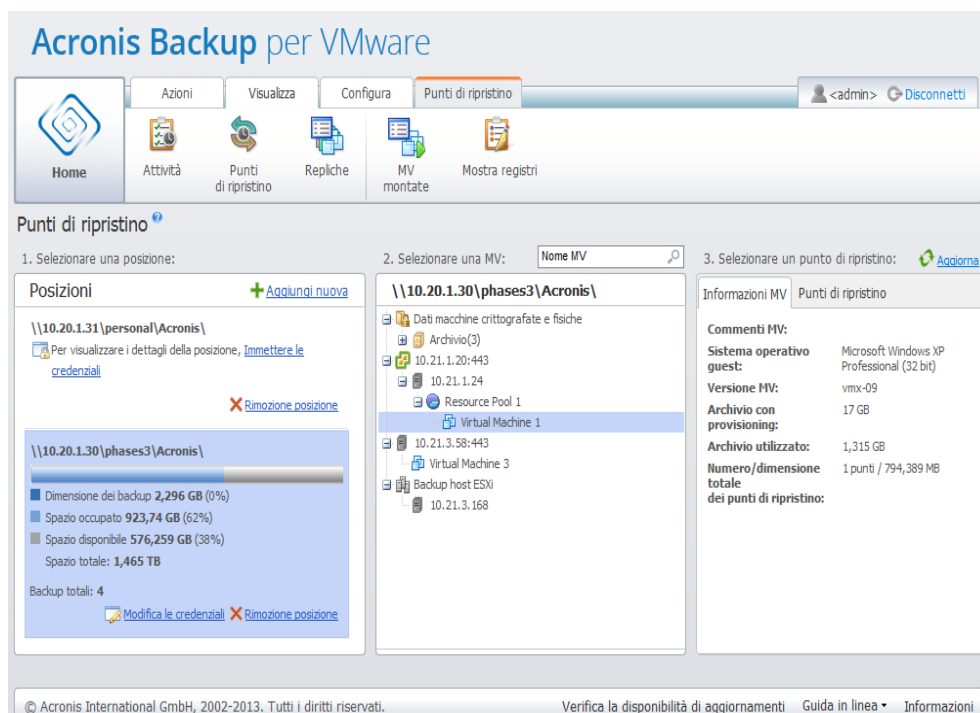 Acronis Backup per VMware
Azioni
Visualizza
Configura
Punti di ripristino
<admin>
Disconnetti
Home
Attività
Punti
di ripristino
Repliche
MV
montate
Mostra registri
Punti di ripristino
1. Selezionare una posizione:
Posizioni
Aggiungi nuova
\\10.20.1.31\personal\Acronis\
Per visualizzare i dettagli della posizione, Immettere le
credenziali
Rimozione posizione
\\10.20.1.30\phases3\Acronis\
Dimensione dei backup 2,296 GB (0%)
Spazio occupato 923,74 GB (62%)
Spazio disponibile 576,259 GB (38%)
Spazio totale: 1,465 TB
Backup totali: 4
Modifica le credenziali
Rimozione posizione
2. Selezionare una MV:
Nome MV
\\10.20.1.30\phases3\Acronis\
Dati macchine crittografate e fisiche
Archivio(3)
10.21.1.20:443
10.21.1.24
Resource Pool 1
Virtual Machine 1
10.21.3.58:443
Virtual Machine 3
Backup host ESXi
10.21.3.168
3. Selezionare un punto di ripristino:
Aggiorna
Informazioni MV
Punti di ripristino
Commenti MV:
Sistema operativo Microsoft Windows XP
guest: Professional (32 bit)
Versione MV: vmx-09
Archivio con 17 GB
provisioning:
Archivio utilizzato: 1,315 GB
Numero/dimensione 1 punti / 794,389 MB
totale
dei punti di ripristino:
© Acronis International GmbH, 2002-2013. Tutti i diritti riservati.
Verifica la disponibilità di aggiornamenti
Guida in linea
Informazioni